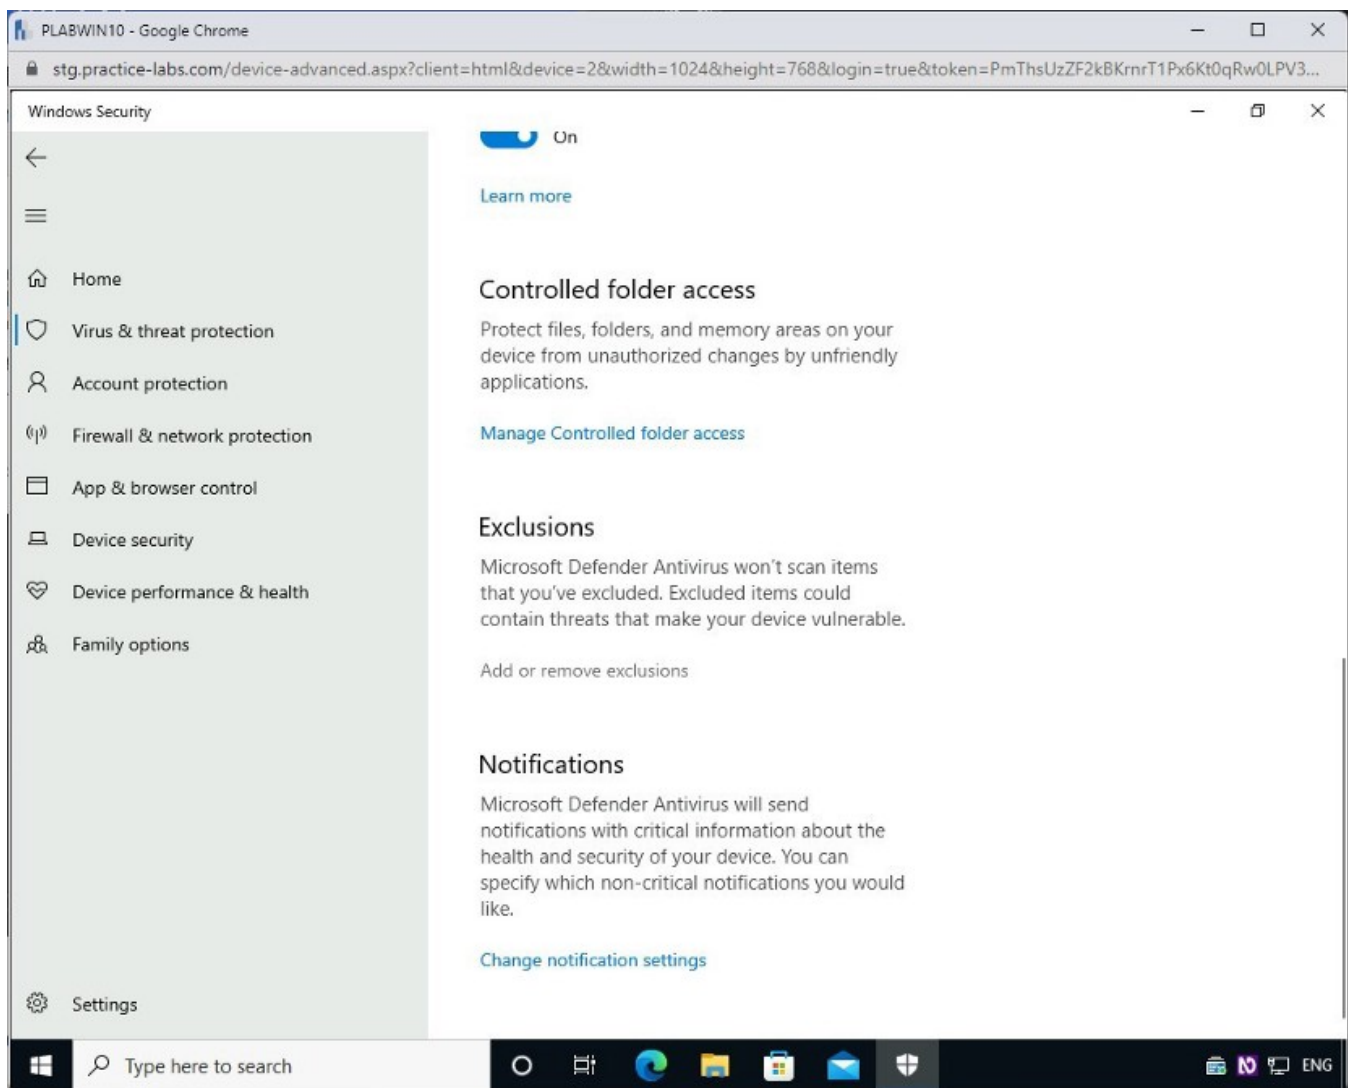 PLABWIN10 - Google Chrome
stg.practice-labs.com/device-advanced.aspx?client=html&device=2&width=1024&height=768&login=true&token=PmThsUzZF2kBKrnrT1Px6Kt0qRw0LPV3...
Windows Security
On
Learn more
Home
Virus & threat protection
Account protection
Firewall & network protection
App & browser control
Device security
Device performance & health
Family options
Settings
Controlled folder access
Protect files, folders, and memory areas on your
device from unauthorized changes by unfriendly
applications.
Manage Controlled folder access
Exclusions
Microsoft Defender Antivirus won't scan items
that you've excluded. Excluded items could
contain threats that make your device vulnerable.
Add or remove exclusions
Notifications
Microsoft Defender Antivirus will send
notifications with critical information about the
health and security of your device. You can
specify which non-critical notifications you would
like.
Change notification settings
Type here to search
ENG